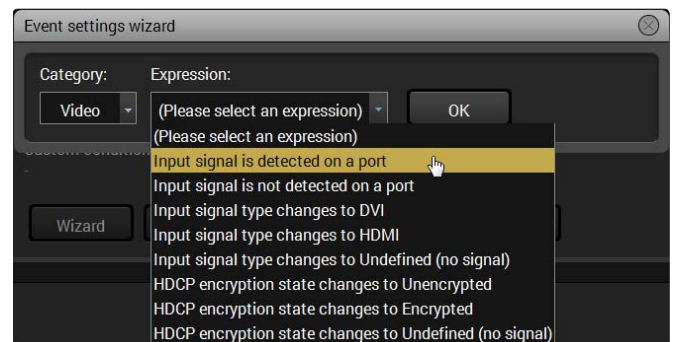 Event settings wizard
Category: Expression:
Video (Please select an expression) OK
(Please select an expression)
Input signal is detected on a port
Input signal is not detected on a port
Wizard
Input signal type changes to DVI
Input signal type changes to HDMI
Input signal type changes to Undefined (no signal)
HDCP encryption state changes to Unencrypted
HDCP encryption state changes to Encrypted
HDCP encryption state changes to Undefined (no signal)